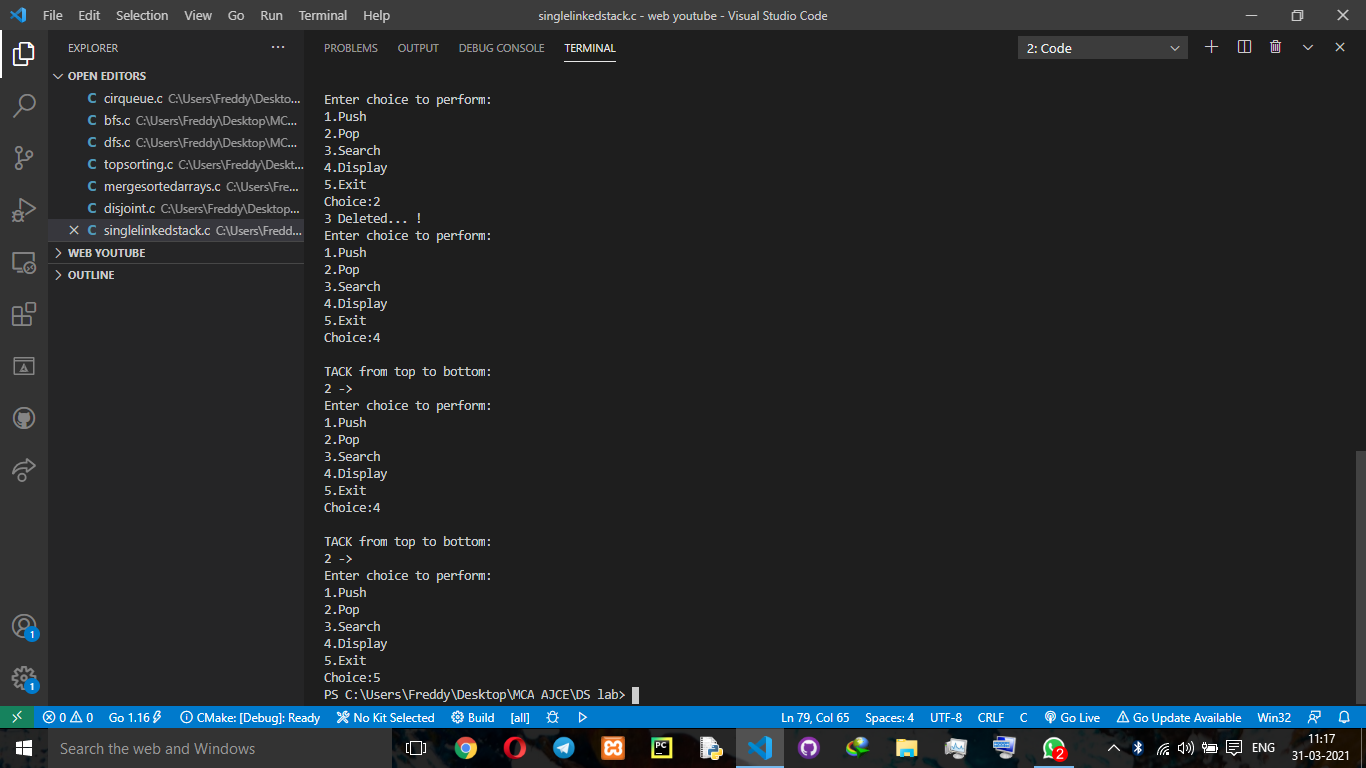 File Edit Selection View Go Run Terminal Help singlelinkedstack.c - web youtube - Visual Studio Code
EXPLORER ···
OPEN EDITORS
C cirqueue.c C:\Users\Freddy\Deskto...
C bfs.c C:\Users\Freddy\Desktop\MC...
C dfs.c C:\Users\Freddy\Desktop\MC...
C topsorting.c C:\Users\Freddy\Deskt...
C mergesortedarrays.c C:\Users\Fre...
C disjoint.c C:\Users\Freddy\Desktop...
C singlelinkedstack.c C:\Users\Fredd...
WEB YOUTUBE
OUTLINE
1
1
PROBLEMS OUTPUT DEBUG CONSOLE TERMINAL 2: Code
Enter choice to perform:
1.Push
2.Pop
3.Search
4.Display
5.Exit
Choice:2
3 Deleted... !
Enter choice to perform:
1.Push
2.Pop
3.Search
4.Display
5.Exit
Choice:4
TACK from top to bottom:
2 ->
Enter choice to perform:
1.Push
2.Pop
3.Search
4.Display
5.Exit
Choice:4
TACK from top to bottom:
2 ->
Enter choice to perform:
1.Push
2.Pop
3.Search
4.Display
5.Exit
Choice:5
PS C:\Users\Freddy\Desktop\MCA AJCE\DS lab>
0 0 Go 1.16 CMake: [Debug]: Ready No Kit Selected Build [all] Ln 79, Col 65 Spaces: 4 UTF-8 CRLF C Go Live Go Update Available Win32
Search the web and Windows PC 2 ENG 11:17
31-03-2021